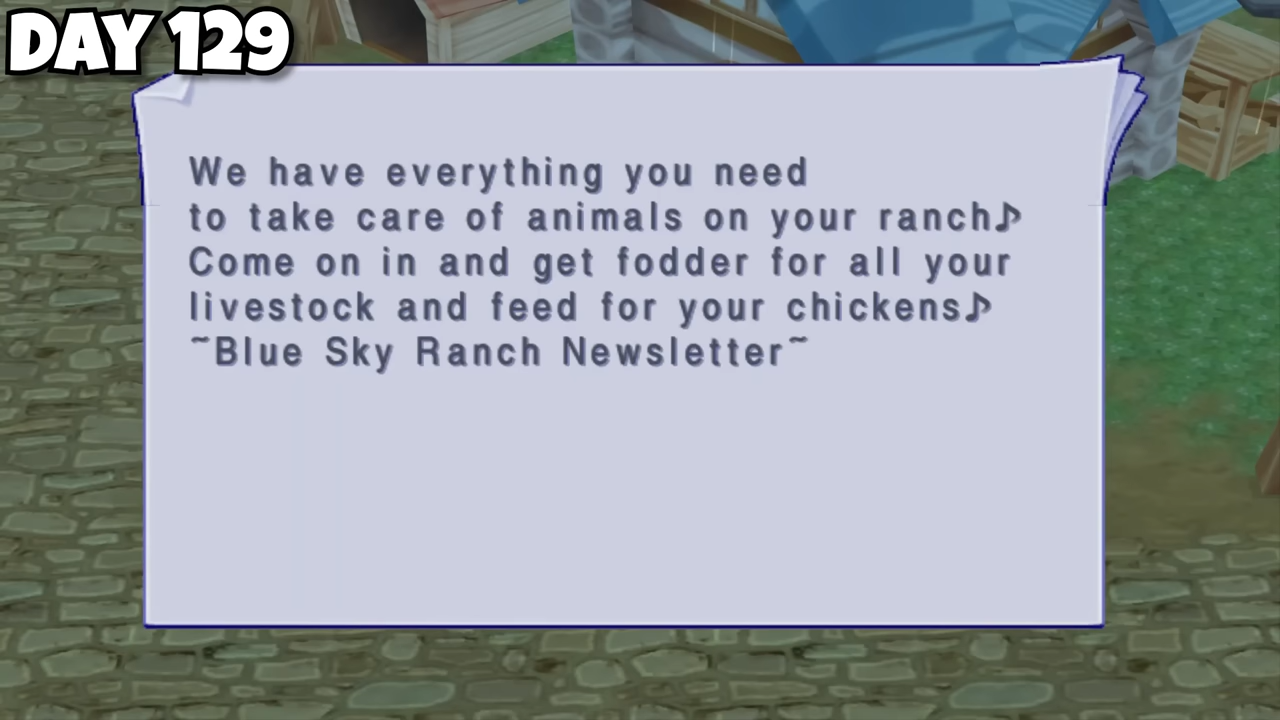 DAY 129
We have everything you need
to take care of animals on your ranch♪
Come on in and get fodder for all your
livestock and feed for your chickens♪
~Blue Sky Ranch Newsletter~